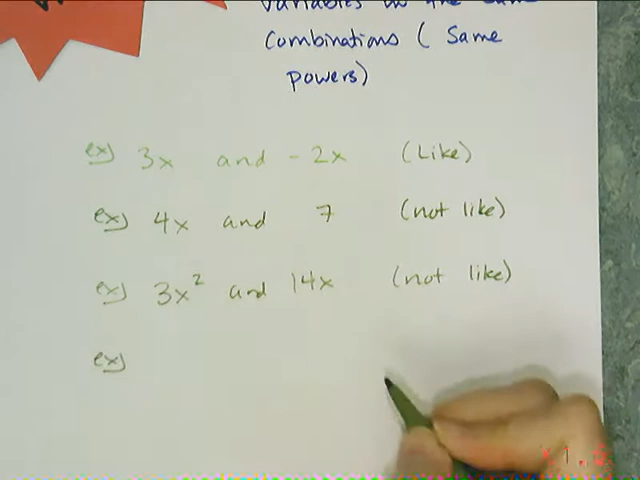 Combinations ( Same
powers)
ex) 3x and -2x (Like)
ex) 4x and 7 (not like)
ex) 3x² and 14x (not like)
ex)